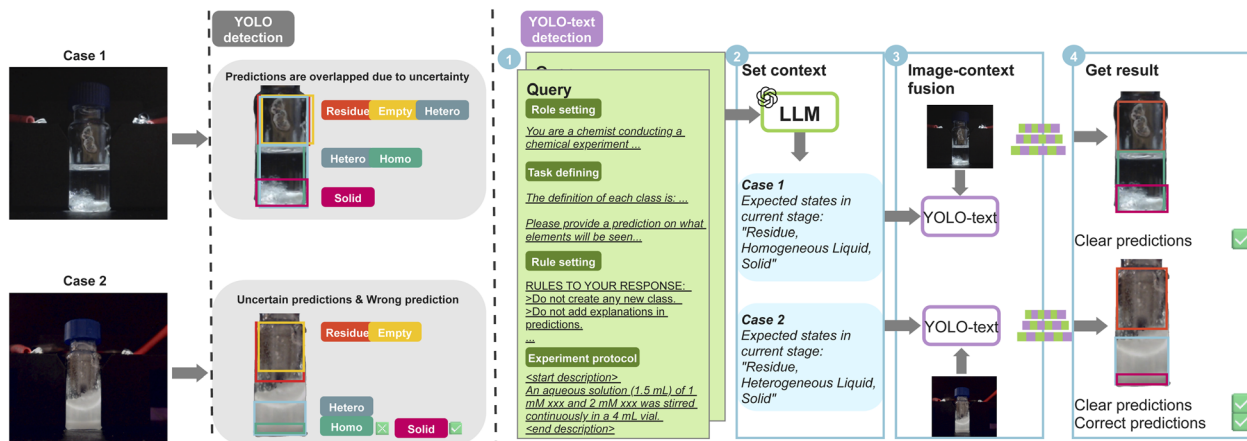 YOLO
detection
YOLO-text
detection
Case 1
Predictions are overlapped due to uncertainty
Residue
Empty
Hetero
Hetero
Homo
Solid
Case 2
Uncertain predictions & Wrong prediction
Residue
Empty
Hetero
Homo
Solid
1
Query
Role setting
You are a chemist conducting a
chemical experiment ...
Task defining
The definition of each class is: ...
Please provide a prediction on what
elements will be seen...
Rule setting
RULES TO YOUR RESPONSE:
>Do not create any new class.
>Do not add explanations in
predictions.
...
Experiment protocol
<start description>
An aqueous solution (1.5 mL) of 1
mM xxx and 2 mM xxx was stirred
continuously in a 4 mL vial.
<end description>
2
Set context
LLM
Case 1
Expected states in
current stage:
"Residue,
Homogeneous Liquid,
Solid"
Case 2
Expected states in
current stage:
"Residue,
Heterogeneous Liquid,
Solid"
3
Image-context
fusion
YOLO-text
YOLO-text
4
Get result
Clear predictions
Clear predictions
Correct predictions